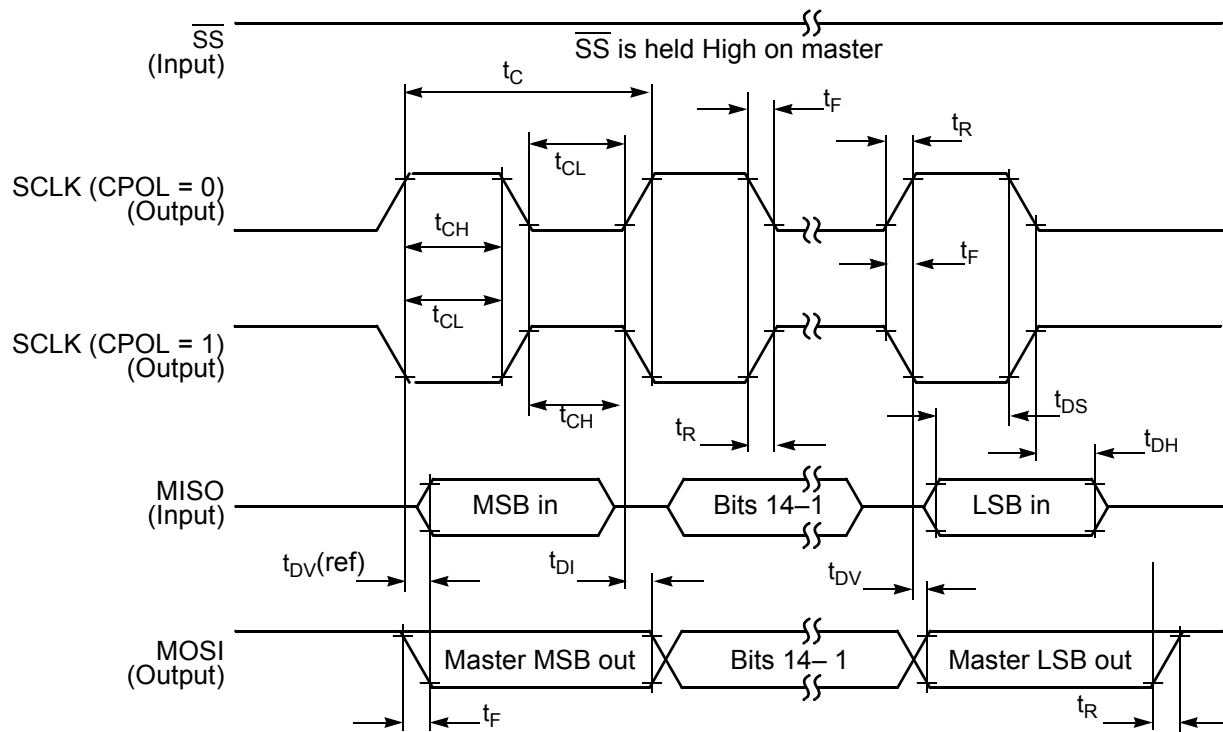 SS
(Input)
SS is held High on master
tC
tF
tR
tCL
SCLK (CPOL = 0)
(Output)
tCH
tF
tCL
SCLK (CPOL = 1)
(Output)
tCH
tR
tDS
tDH
MISO
(Input)
MSB in
Bits 14–1
LSB in
tDV(ref)
tDI
tDV
MOSI
(Output)
Master MSB out
Bits 14– 1
Master LSB out
tF
tR